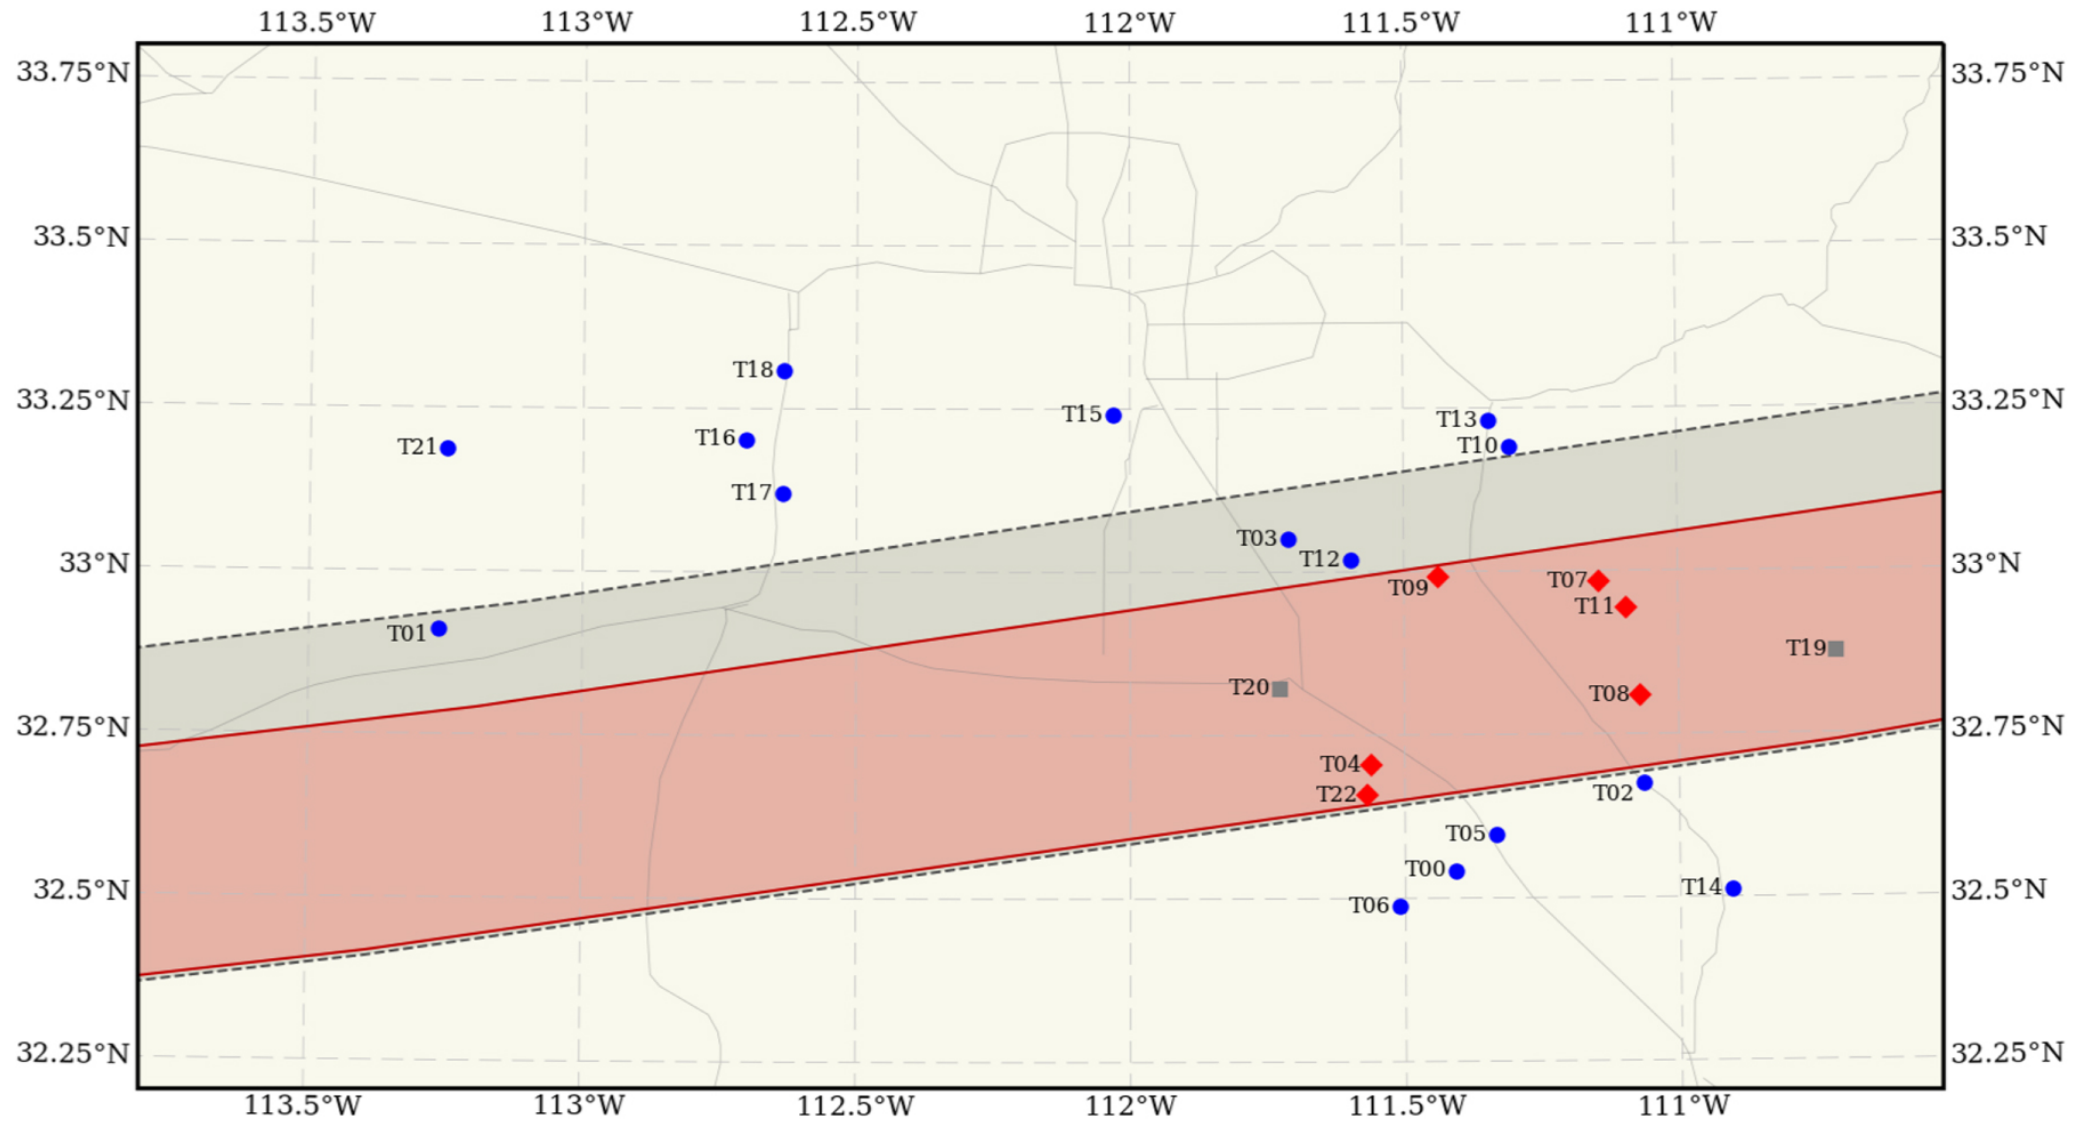 113.5°W 113°W 112.5°W 112°W 111.5°W 111°W
33.75°N 33.75°N
33.5°N 33.5°N
T18
33.25°N 33.25°N
T15 T13
T21 T16 T10
T17
T03
33°N T12 33°N
T09 T07
T11
T01
T19
T20 T08
32.75°N 32.75°N
T04
T22 T02
T05
T00
32.5°N T14 32.5°N
T06
32.25°N 32.25°N
113.5°W 113°W 112.5°W 112°W 111.5°W 111°W